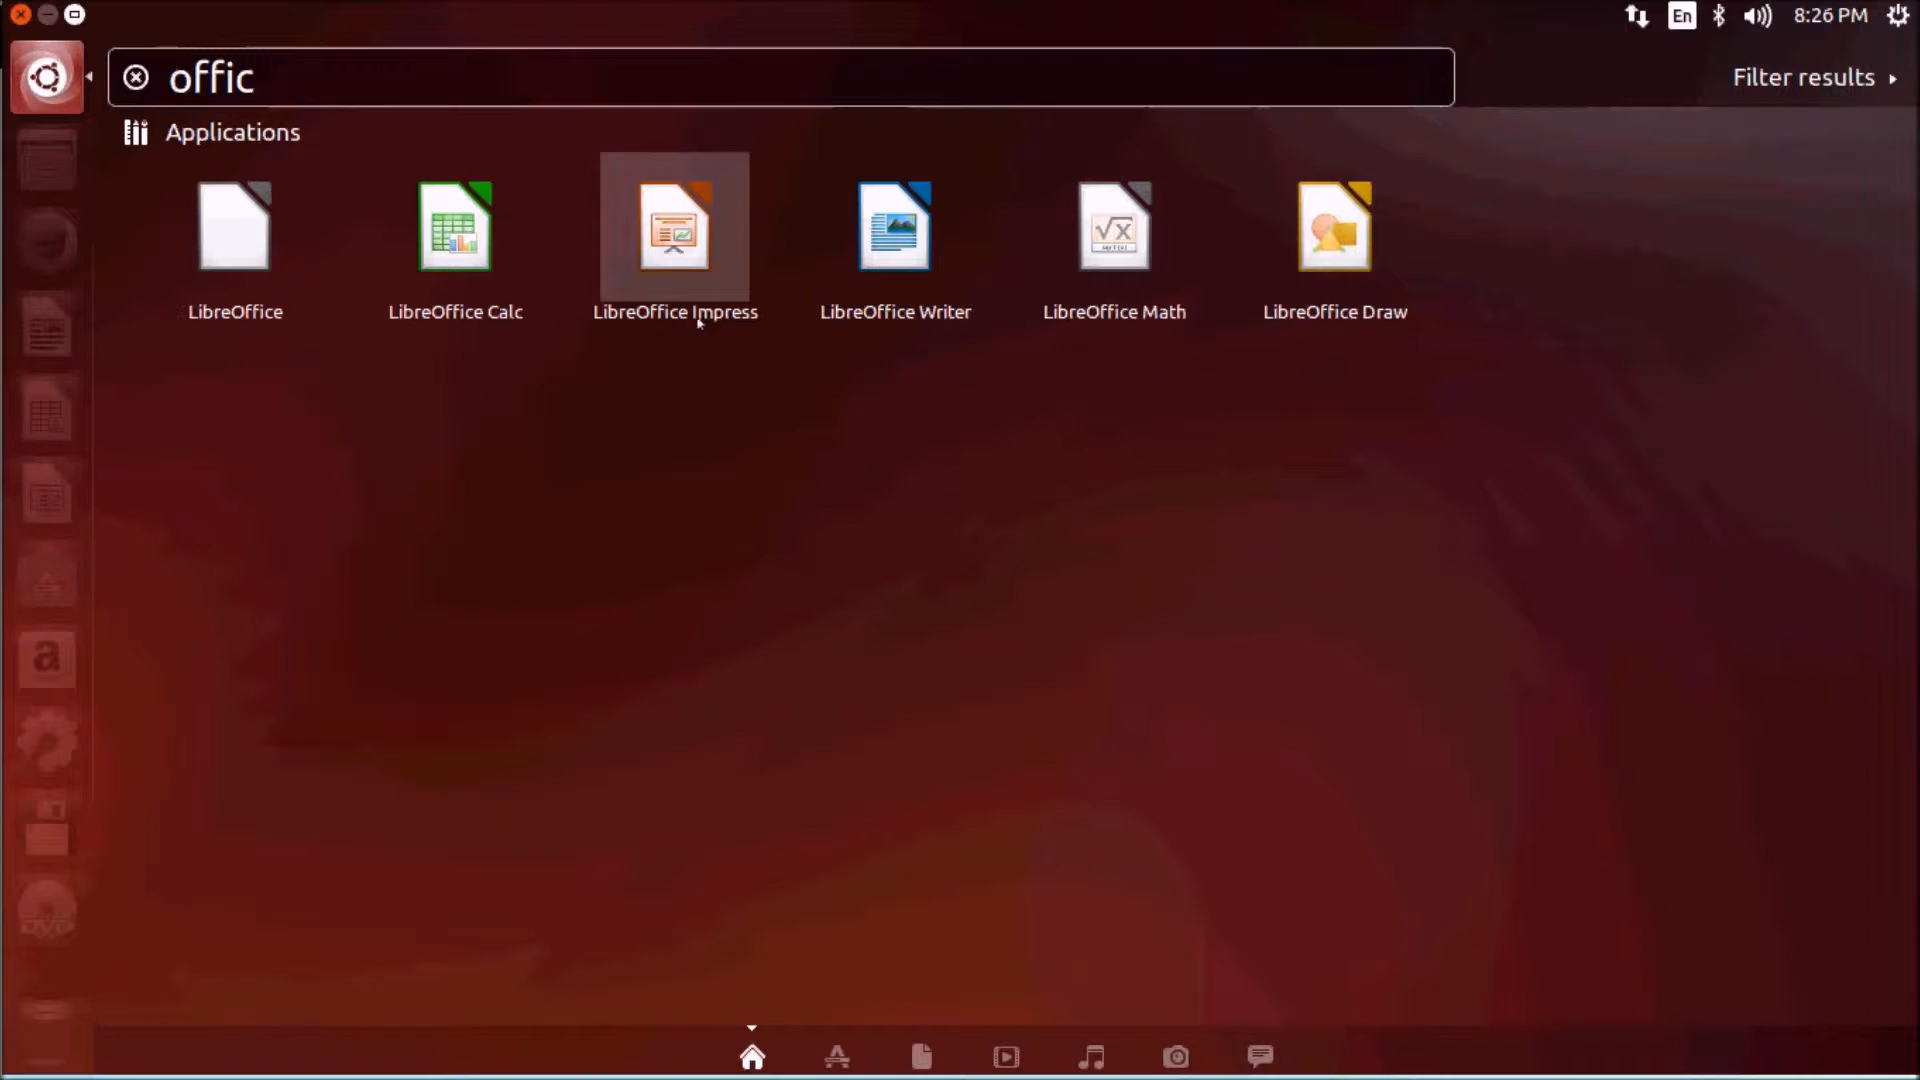 En
8:26 PM
offic
Filter results
Applications
LibreOffice
LibreOffice Calc
LibreOffice Impress
LibreOffice Writer
LibreOffice Math
LibreOffice Draw
a
DVD